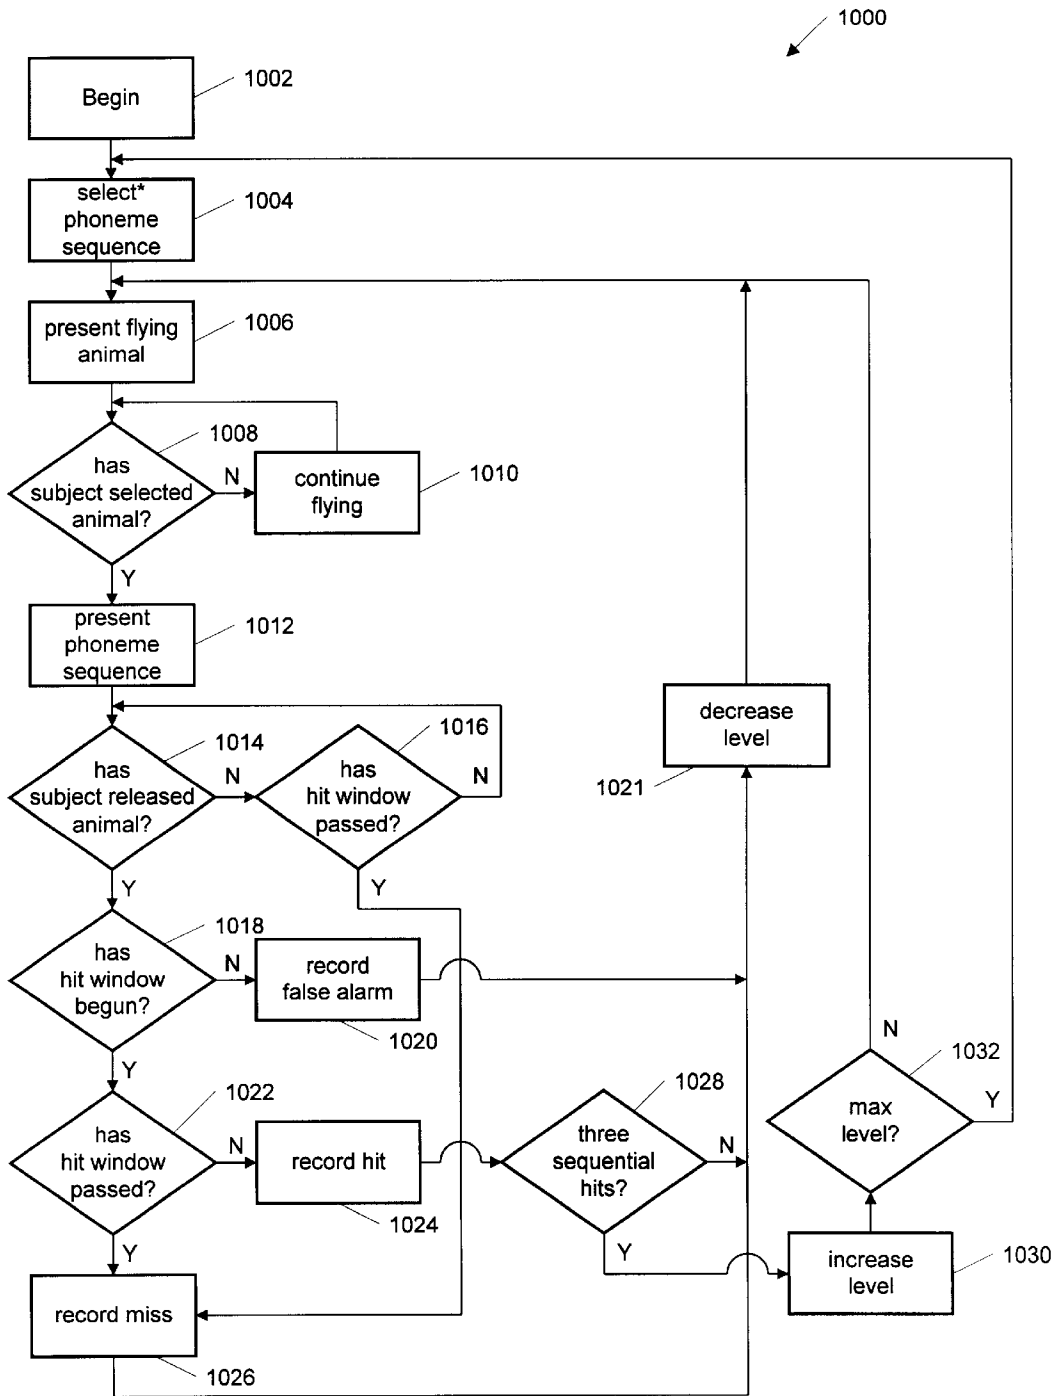 1000
Begin
1002
select*
phoneme
sequence
1004
present flying
animal
1006
has
subject selected
animal?
1008
N
continue
flying
1010
Y
present
phoneme
sequence
1012
has
subject released
animal?
1014
N
has
hit window
passed?
1016
N
decrease
level
1021
Y
Y
has
hit window
begun?
1018
N
record
false alarm
1020
Y
has
hit window
passed?
1022
N
record hit
1024
three
sequential
hits?
1028
N
max
level?
1032
N
Y
Y
Y
record miss
1026
increase
level
1030